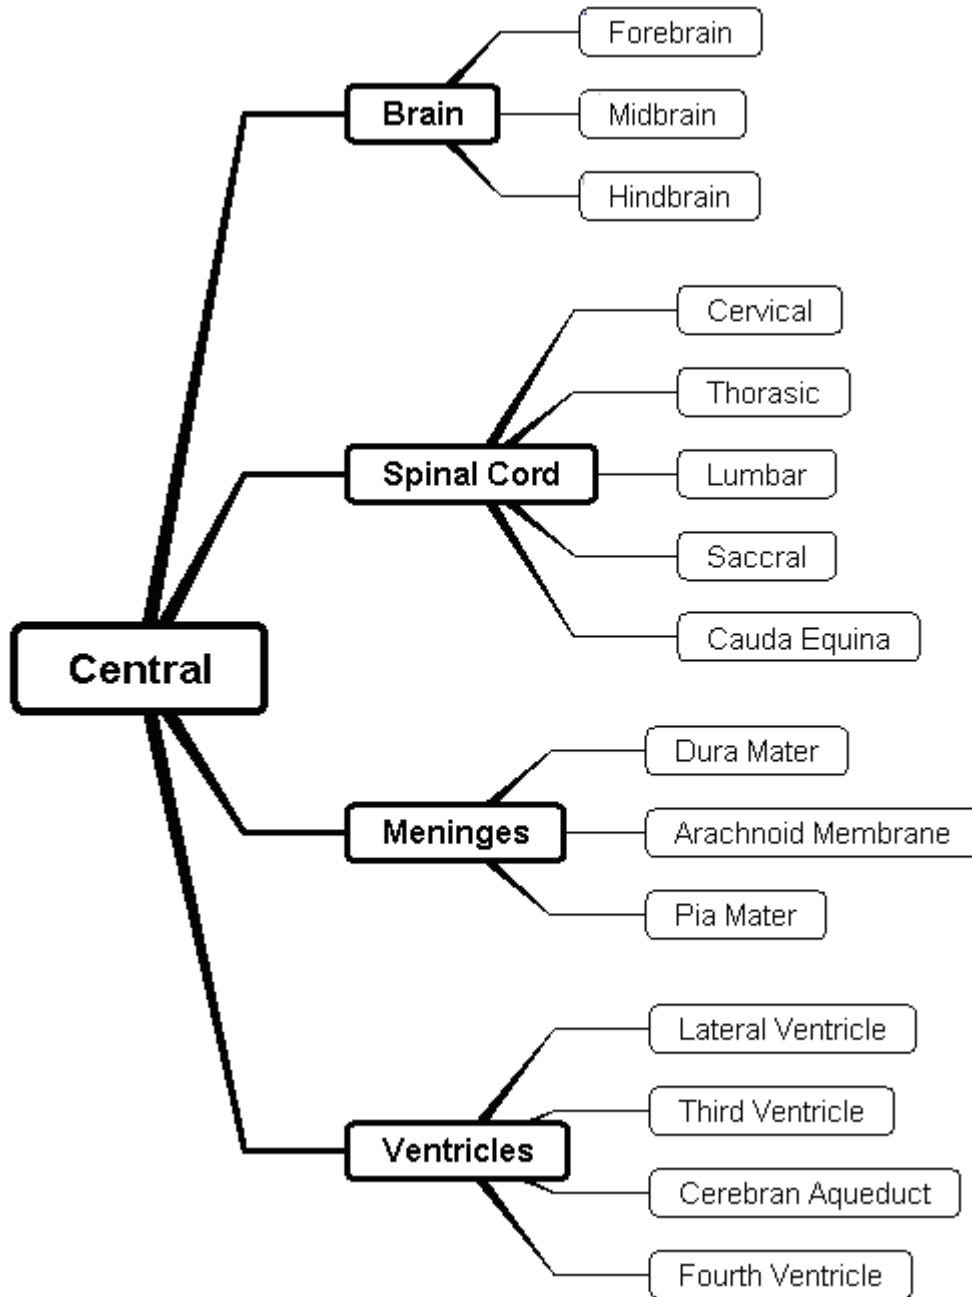 Forebrain
Brain
Midbrain
Hindbrain
Cervical
Thorasic
Spinal Cord
Lumbar
Saccral
Cauda Equina
Central
Dura Mater
Meninges
Arachnoid Membrane
Pia Mater
Lateral Ventricle
Third Ventricle
Ventricles
Cerebran Aqueduct
Fourth Ventricle